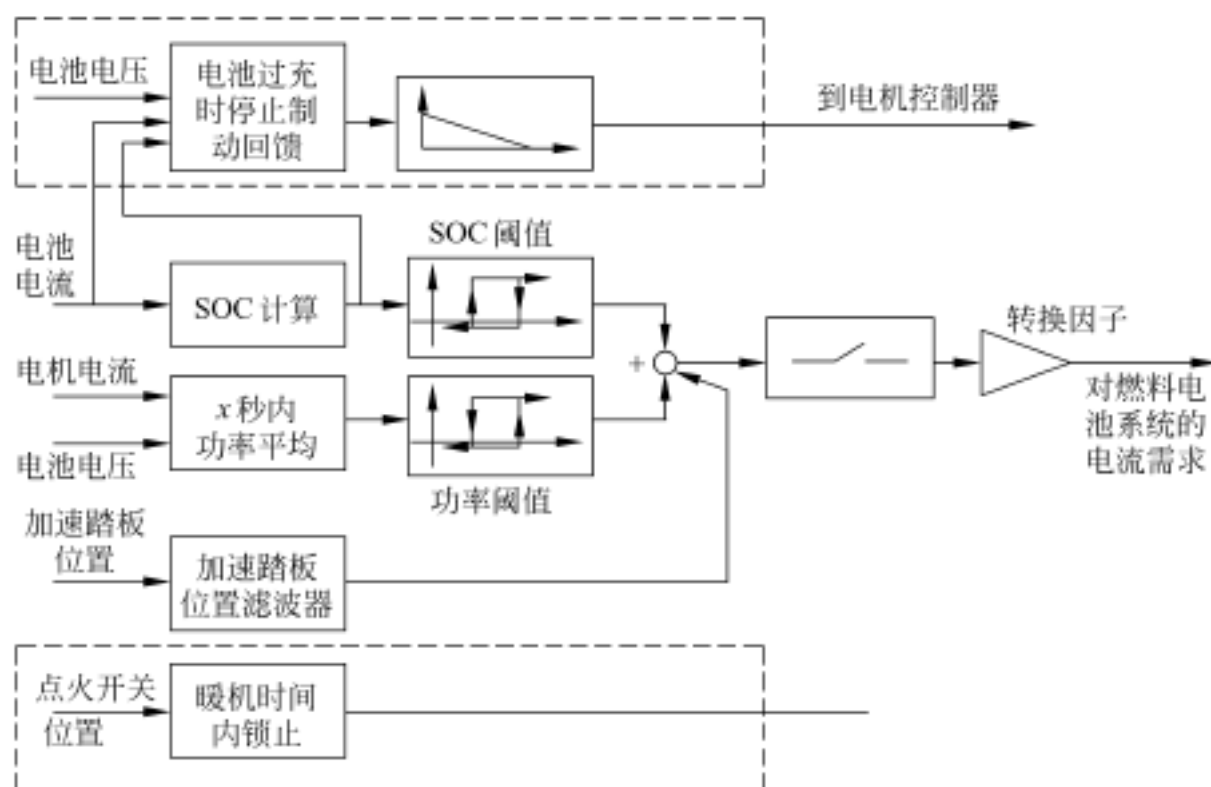 电池电压
电池过充
时停止制
动回馈
到电机控制器
电池
电流
SOC 计算
SOC 阈值
+
转换因子
对燃料电
池系统的
电流需求
电机电流
电池电压
x 秒内
功率平均
功率阈值
加速踏板
位置
加速踏板
位置滤波器
点火开关
位置
暖机时间
内锁止